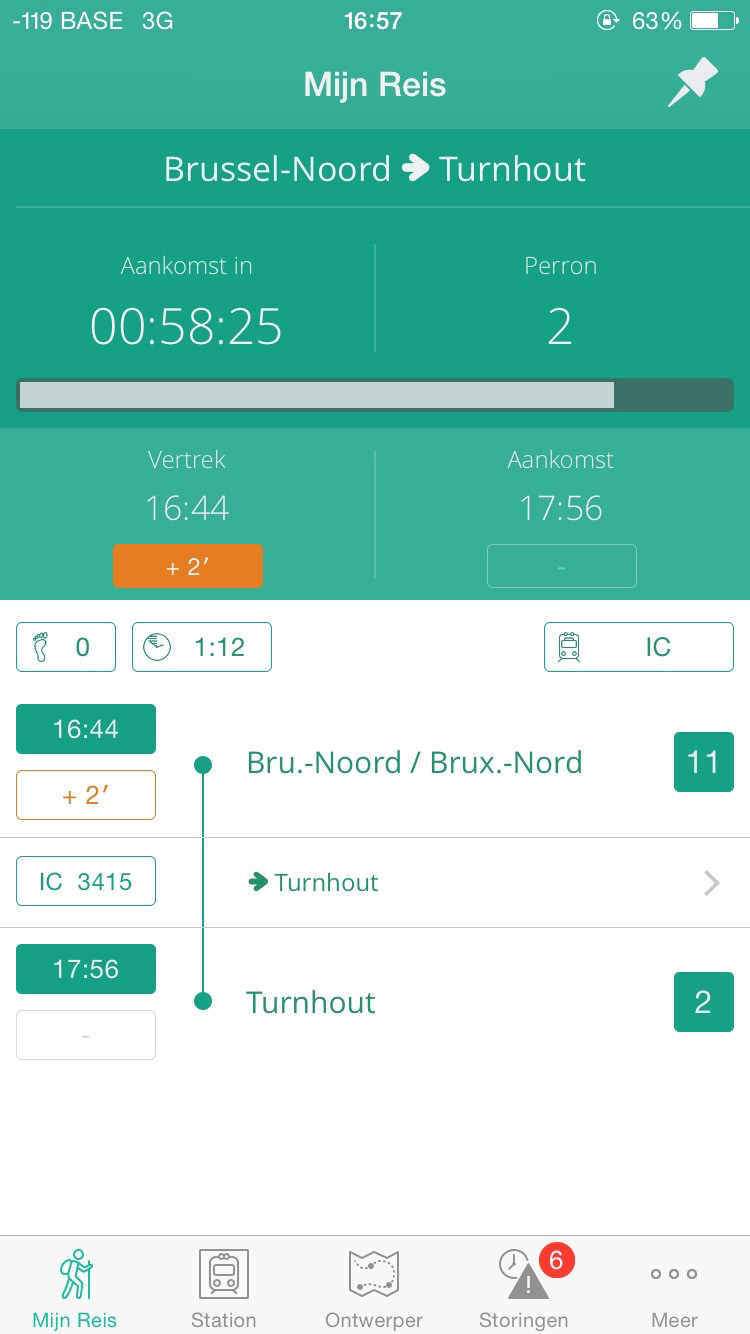 -119 BASE 3G 16:57 63%
Mijn Reis
Brussel-Noord ➔ Turnhout
Aankomst in Perron
00:58:25 2
Vertrek Aankomst
16:44 17:56
+ 2′ -
0 1:12 IC
16:44
Bru.-Noord / Brux.-Nord 11
+ 2′
IC 3415 ➔ Turnhout
17:56
Turnhout 2
-
6
Mijn Reis Station Ontwerper Storingen Meer